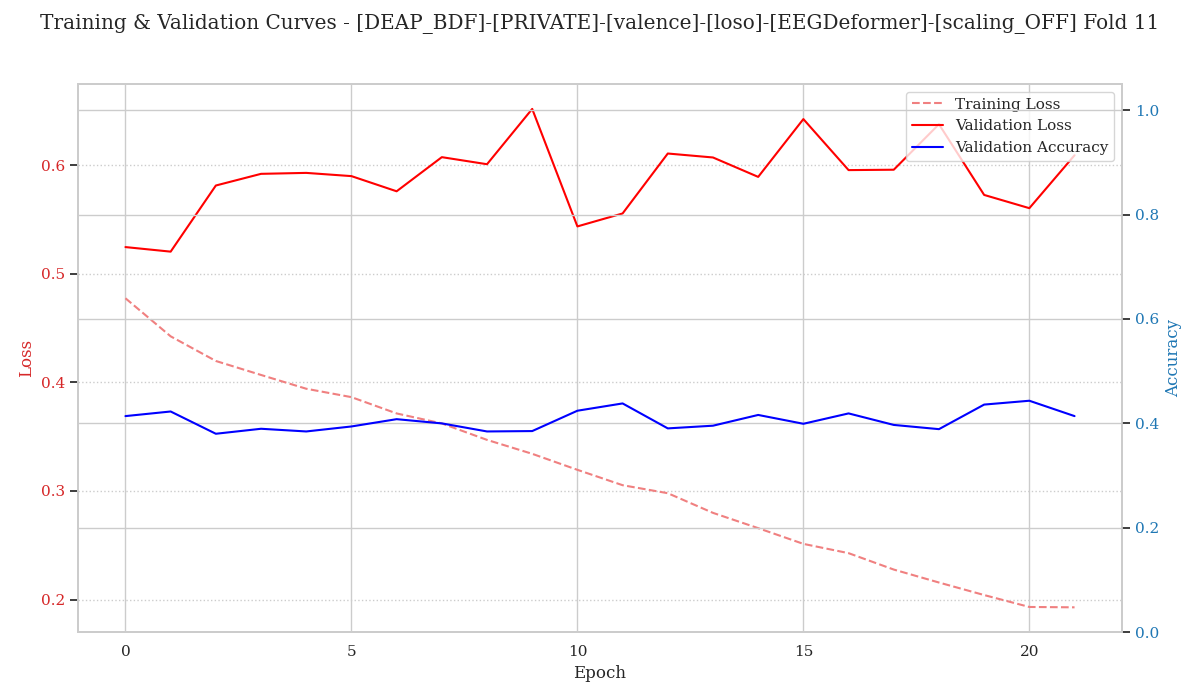 Training & Validation Curves - [DEAP_BDF]-[PRIVATE]-[valence]-[loso]-[EEGDeformer]-[scaling_OFF] Fold 11
Training Loss
Validation Loss
Validation Accuracy
0.6
0.5
0.4
0.3
0.2
Loss
1.0
0.8
0.6
0.4
0.2
0.0
Accuracy
0 5 10 15 20
Epoch